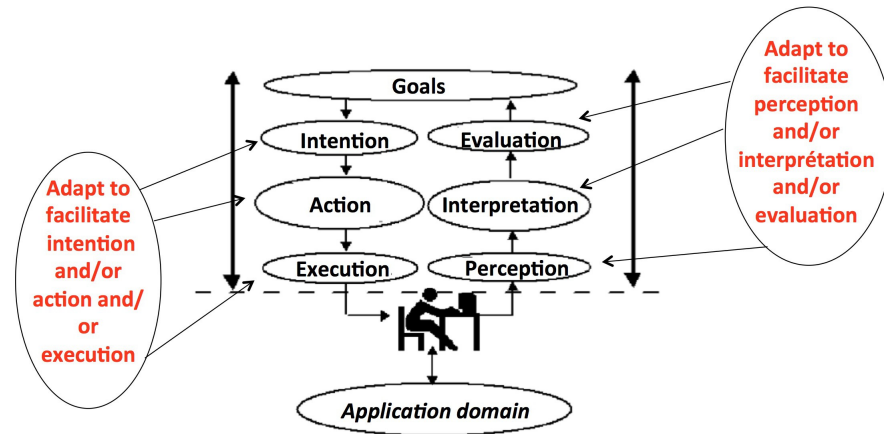 Goals
Intention
Evaluation
Action
Interpretation
Execution
Perception
Application domain
Adapt to
facilitate
intention
and/or
action and/
or
execution
Adapt to
facilitate
perception
and/or
interprétation
and/or
evaluation